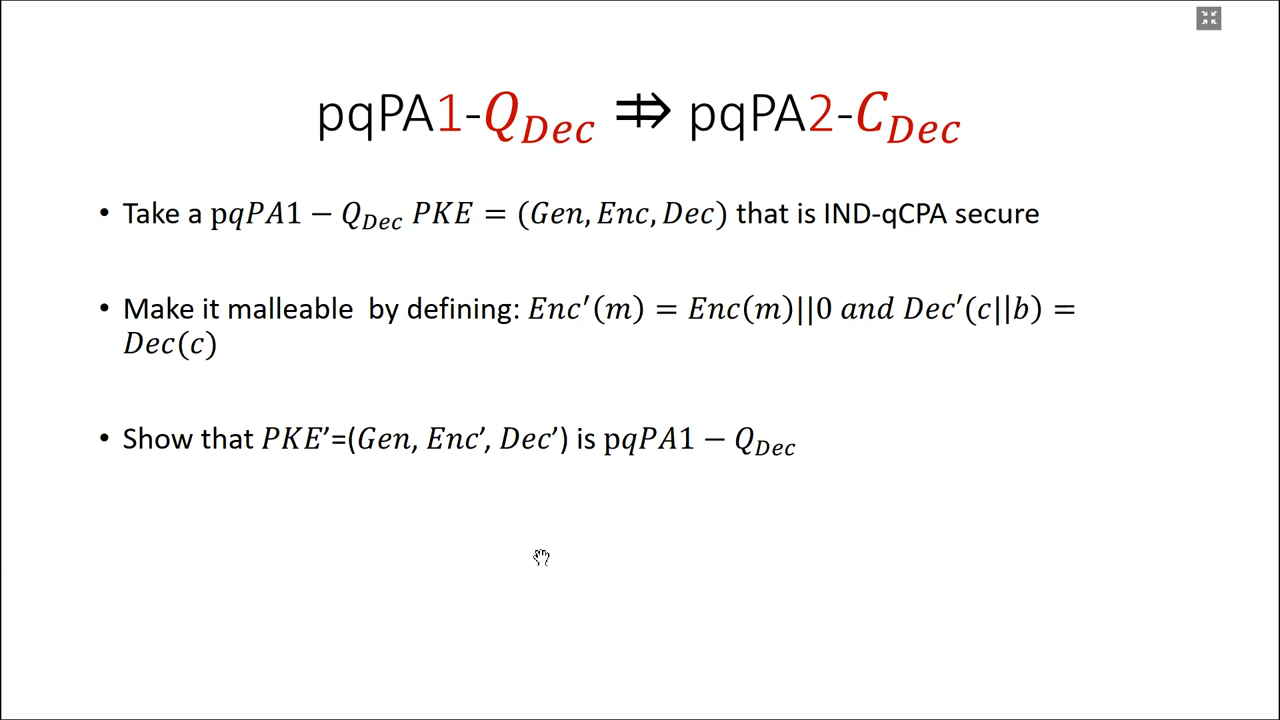 pqPA1-Q_Dec ⇏ pqPA2-C_Dec
• Take a pqPA1 − Q_Dec PKE = (Gen, Enc, Dec) that is IND-qCPA secure
• Make it malleable by defining: Enc′(m) = Enc(m)||0 and Dec′(c||b) =
Dec(c)
• Show that PKE’=(Gen, Enc’, Dec’) is pqPA1 − Q_Dec